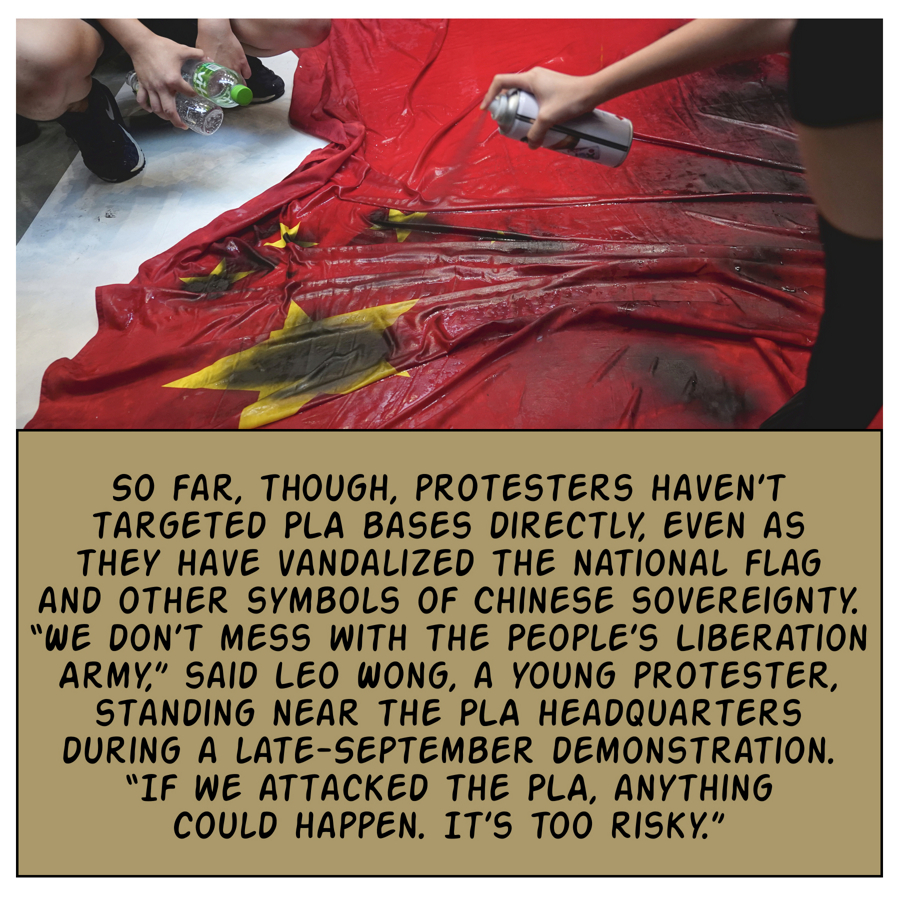 SO FAR, THOUGH, PROTESTERS HAVEN'T
TARGETED PLA BASES DIRECTLY, EVEN AS
THEY HAVE VANDALIZED THE NATIONAL FLAG
AND OTHER SYMBOLS OF CHINESE SOVEREIGNTY.
"WE DON'T MESS WITH THE PEOPLE'S LIBERATION
ARMY," SAID LEO WONG, A YOUNG PROTESTER,
STANDING NEAR THE PLA HEADQUARTERS
DURING A LATE-SEPTEMBER DEMONSTRATION.
"IF WE ATTACKED THE PLA, ANYTHING
COULD HAPPEN. IT'S TOO RISKY."